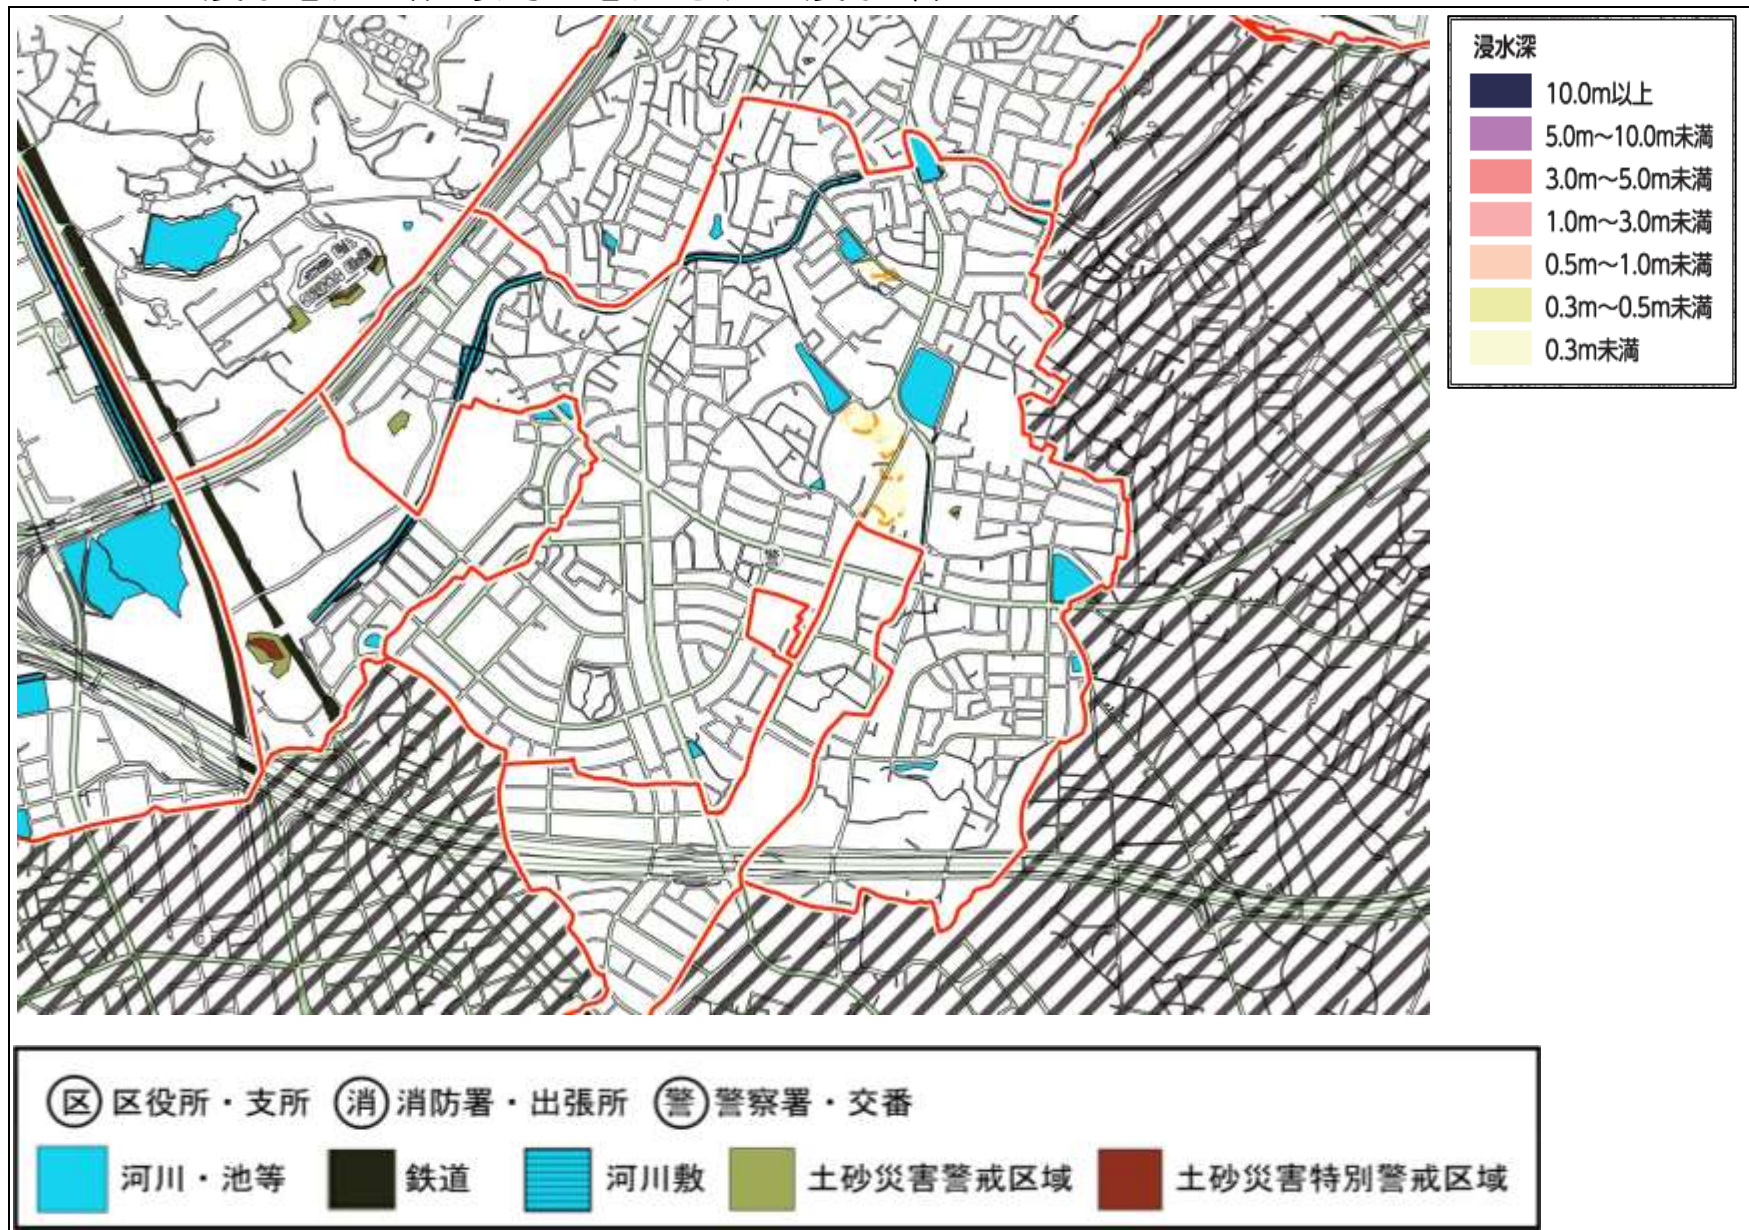 浸水深
10.0m以上
5.0m～10.0m未満
3.0m～5.0m未満
1.0m～3.0m未満
0.5m～1.0m未満
0.3m～0.5m未満
0.3m未満
警
区 区役所・支所 消 消防署・出張所 警 警察署・交番
河川・池等 鉄道 河川敷 土砂災害警戒区域 土砂災害特別警戒区域